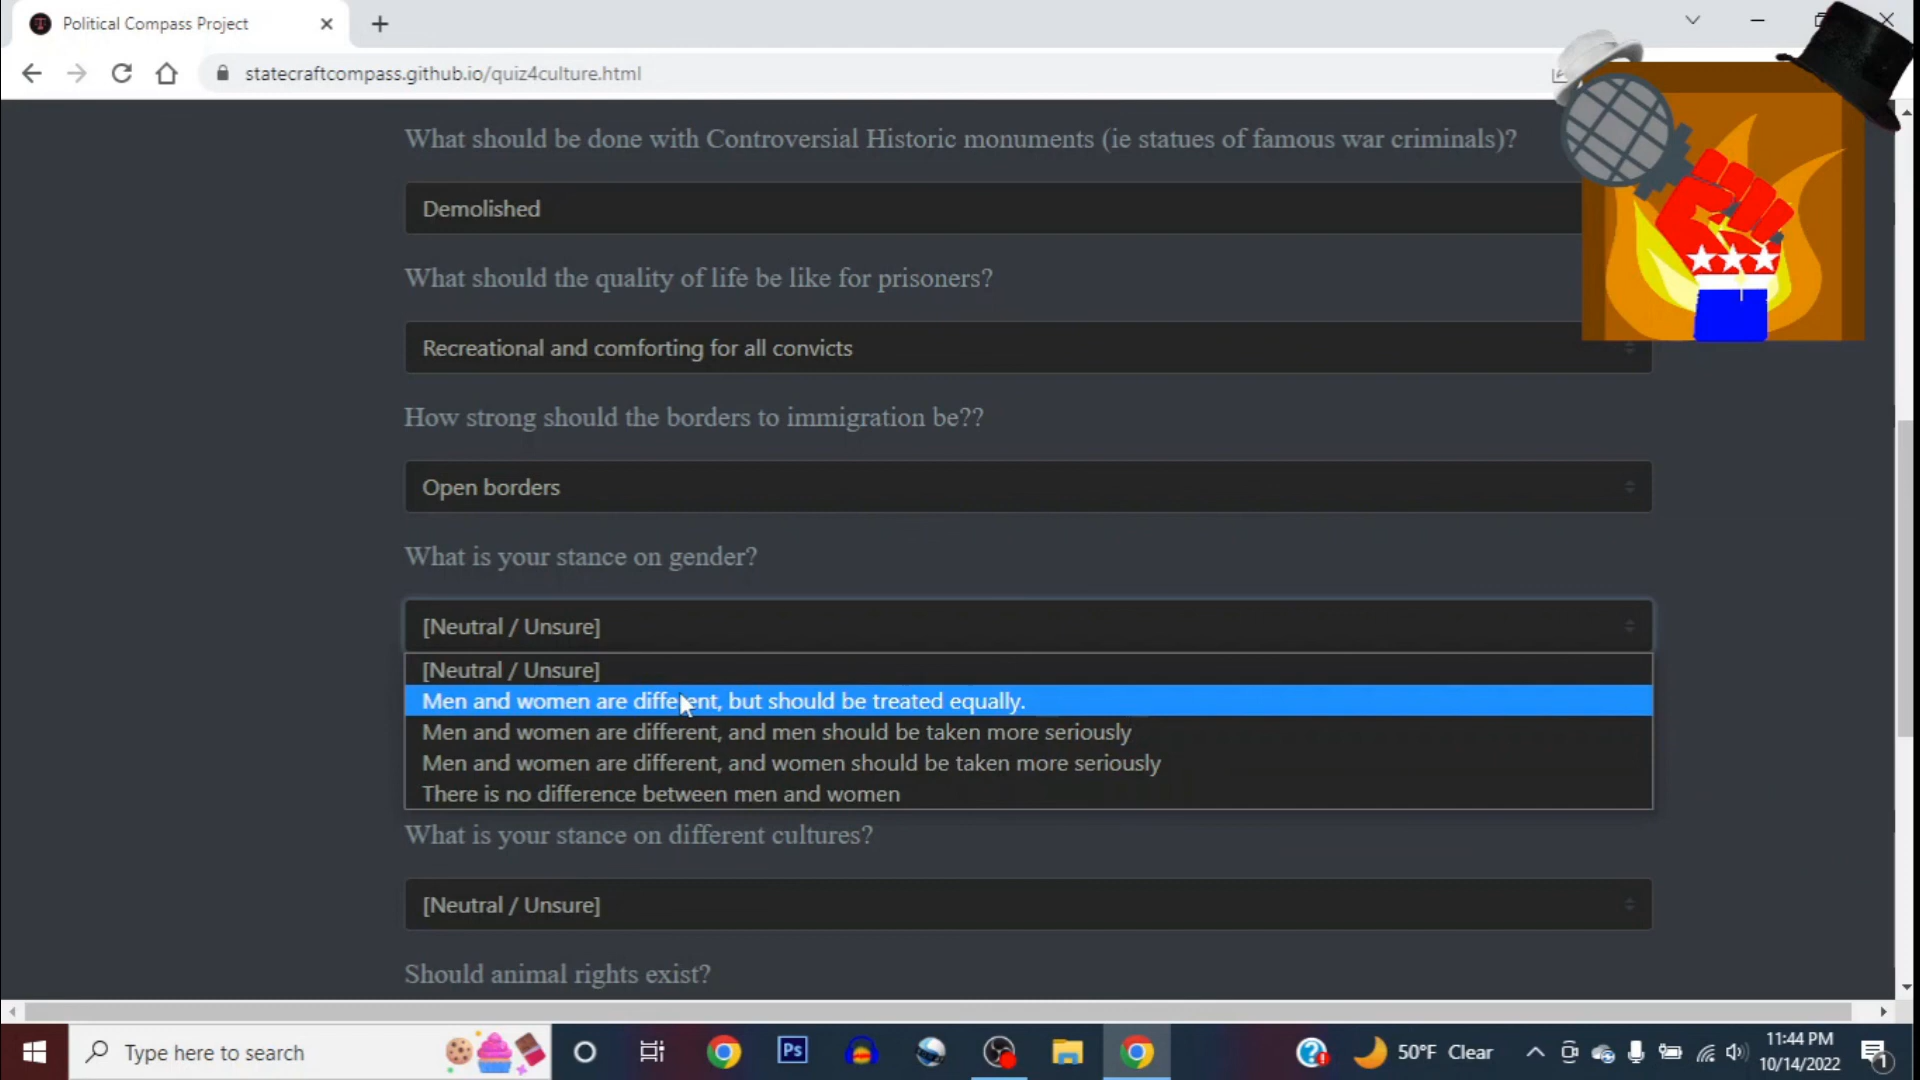 Political Compass Project
statecraftcompass.github.io/quiz4culture.html
What should be done with Controversial Historic monuments (ie statues of famous war criminals)?
Demolished
What should the quality of life be like for prisoners?
Recreational and comforting for all convicts
How strong should the borders to immigration be??
Open borders
What is your stance on gender?
[Neutral / Unsure]
[Neutral / Unsure]
Men and women are different, but should be treated equally.
Men and women are different, and men should be taken more seriously
Men and women are different, and women should be taken more seriously
There is no difference between men and women
What is your stance on different cultures?
[Neutral / Unsure]
Should animal rights exist?
Type here to search
Ps
50°F Clear
11:44 PM
10/14/2022
1